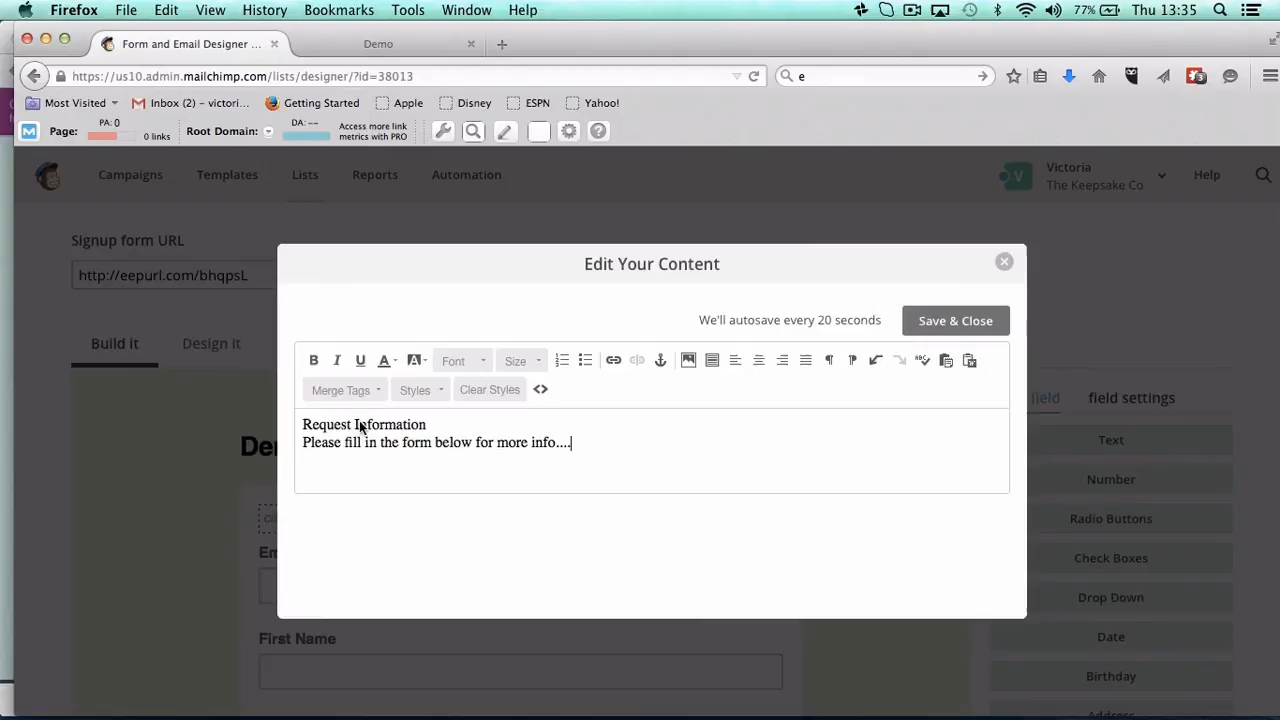 Firefox File Edit View History Bookmarks Tools Window Help 77% Thu 13:35
Form and Email Designer ... Demo
https://us10.admin.mailchimp.com/lists/designer/?id=38013 e
Most Visited Inbox (2) – victori... Getting Started Apple Disney ESPN Yahoo!
M Page: PA: 0 0 links Root Domain: DA: -- Access more link metrics with PRO
Campaigns Templates Lists Reports Automation V Victoria Help
The Keepsake Co
Signup form URL
http://eepurl.com/bhqpsL
Edit Your Content
We'll autosave every 20 seconds Save & Close
Build it Design it
B I U A A Font Size ABC
Merge Tags Styles Clear Styles
field field settings
Request Information
Please fill in the form below for more info....
De
Text
Number
Radio Buttons
Em
Check Boxes
Drop Down
First Name
Date
Birthday
Address